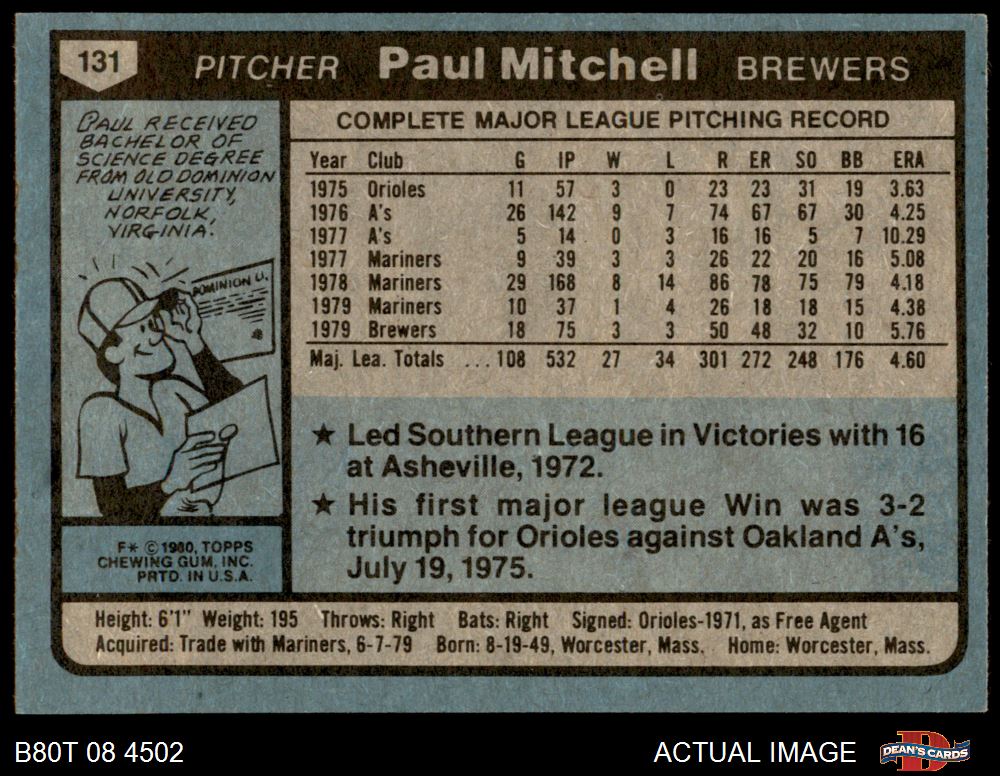 131 PITCHER Paul Mitchell BREWERS
PAUL RECEIVED
BACHELOR OF
SCIENCE DEGREE
FROM OLD DOMINION
UNIVERSITY,
NORFOLK,
VIRGINIA.
DOMINION U.
F* © 1980, TOPPS
CHEWING GUM, INC.
PRTD. IN U.S.A.
COMPLETE MAJOR LEAGUE PITCHING RECORD
Year Club G IP W L R ER SO BB ERA
1975 Orioles 11 57 3 0 23 23 31 19 3.63
1976 A's 26 142 9 7 74 67 67 30 4.25
1977 A's 5 14 0 3 16 16 5 7 10.29
1977 Mariners 9 39 3 3 26 22 20 16 5.08
1978 Mariners 29 168 8 14 86 78 75 79 4.18
1979 Mariners 10 37 1 4 26 18 18 15 4.38
1979 Brewers 18 75 3 3 50 48 32 10 5.76
Maj. Lea. Totals ... 108 532 27 34 301 272 248 176 4.60
★ Led Southern League in Victories with 16
at Asheville, 1972.
★ His first major league Win was 3-2
triumph for Orioles against Oakland A's,
July 19, 1975.
Height: 6'1" Weight: 195 Throws: Right Bats: Right Signed: Orioles-1971, as Free Agent
Acquired: Trade with Mariners, 6-7-79 Born: 8-19-49, Worcester, Mass. Home: Worcester, Mass.
B80T 08 4502 ACTUAL IMAGE DEAN'S CARDS